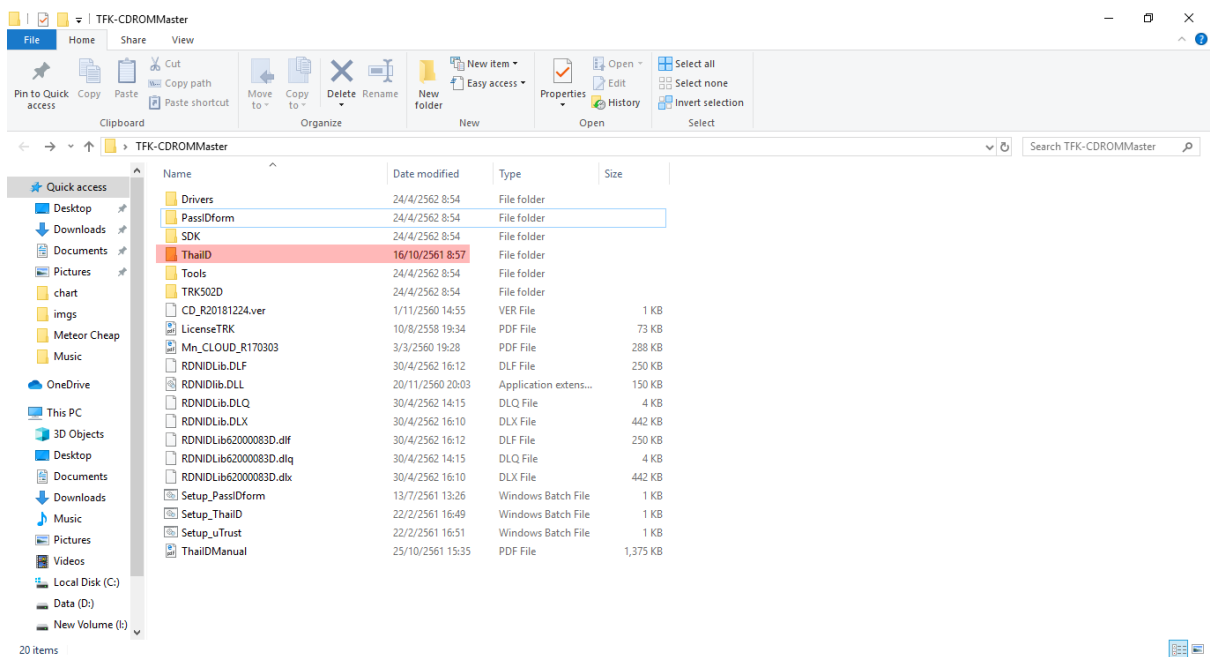 TFK-CDROMMaster
File Home Share View
Pin to Quick access
Copy
Paste
Cut
Copy path
Paste shortcut
Move to
Copy to
Delete
Rename
New folder
New item
Easy access
Properties
Open
Edit
History
Select all
Select none
Invert selection
Clipboard Organize New Open Select
TFK-CDROMMaster
Search TFK-CDROMMaster
Quick access
Desktop
Downloads
Documents
Pictures
chart
imgs
Meteor Cheap
Music
OneDrive
This PC
3D Objects
Desktop
Documents
Downloads
Music
Pictures
Videos
Local Disk (C:)
Data (D:)
New Volume (I:)
Name Date modified Type Size
Drivers 24/4/2562 8:54 File folder
PassIDform 24/4/2562 8:54 File folder
SDK 24/4/2562 8:54 File folder
ThaiID 16/10/2561 8:57 File folder
Tools 24/4/2562 8:54 File folder
TRK502D 24/4/2562 8:54 File folder
CD_R20181224.ver 1/11/2560 14:55 VER File 1 KB
LicenseTRK 10/8/2558 19:34 PDF File 73 KB
Mn_CLOUD_R170303 3/3/2560 19:28 PDF File 288 KB
RDNIDLib.DLF 30/4/2562 16:12 DLF File 250 KB
RDNIDlib.DLL 20/11/2560 20:03 Application extens... 150 KB
RDNIDLib.DLQ 30/4/2562 14:15 DLQ File 4 KB
RDNIDLib.DLX 30/4/2562 16:10 DLX File 442 KB
RDNIDLib62000083D.dlf 30/4/2562 16:12 DLF File 250 KB
RDNIDLib62000083D.dlq 30/4/2562 14:15 DLQ File 4 KB
RDNIDLib62000083D.dlx 30/4/2562 16:10 DLX File 442 KB
Setup_PassIDform 13/7/2561 13:26 Windows Batch File 1 KB
Setup_ThaiID 22/2/2561 16:49 Windows Batch File 1 KB
Setup_uTrust 22/2/2561 16:51 Windows Batch File 1 KB
ThaiIDManual 25/10/2561 15:35 PDF File 1,375 KB
20 items